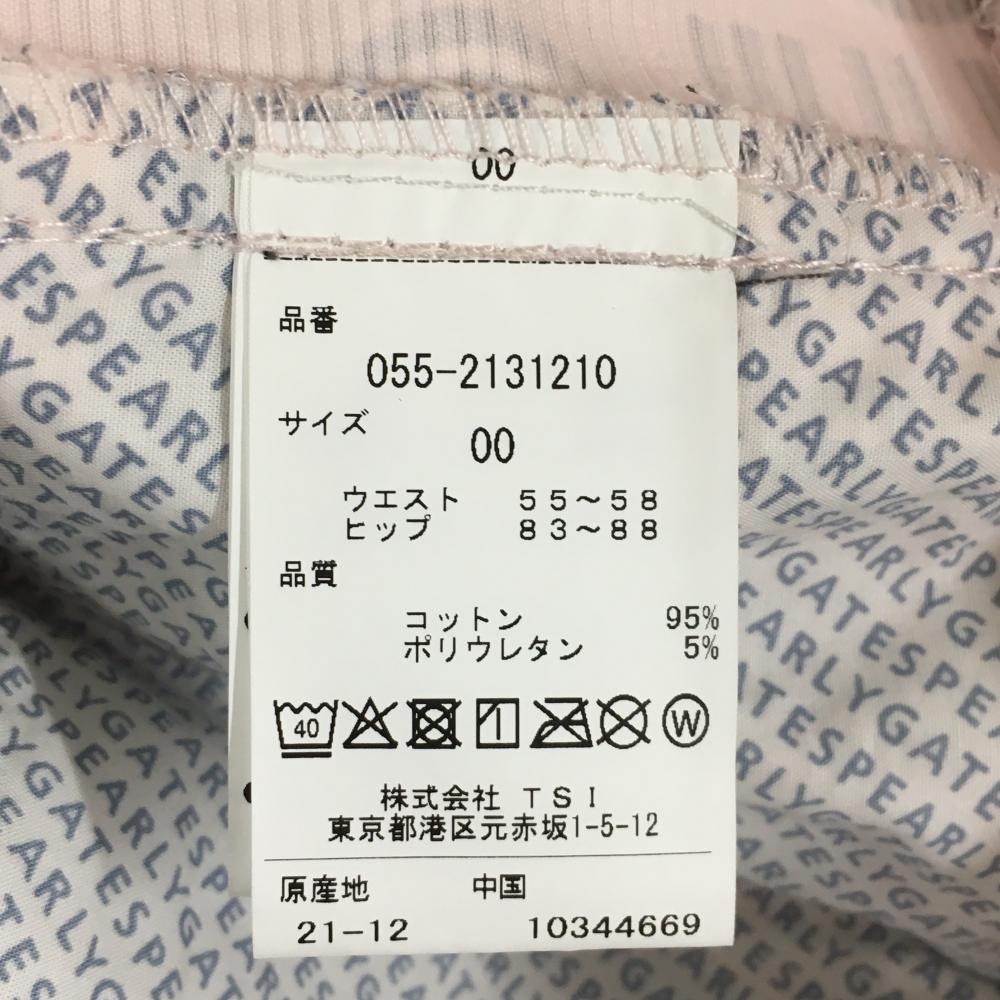 00
品番
055-2131210
サイズ
00
ウエスト 55～58
ヒップ 83～88
品質
コットン 95%
ポリウレタン 5%
40
W
株式会社 TSI
東京都港区元赤坂1-5-12
原産地 中国
21-12 10344669
PEARLYGATES